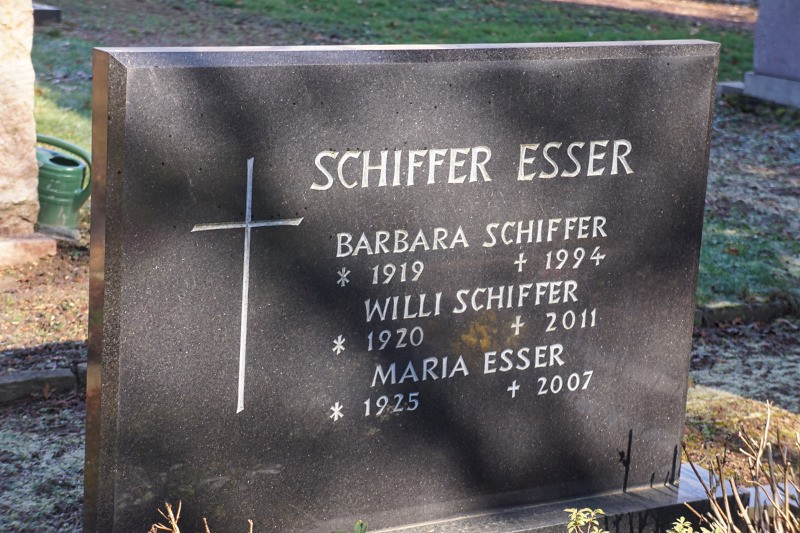 SCHIFFER ESSER
BARBARA SCHIFFER
* 1919 † 1994
WILLI SCHIFFER
* 1920 † 2011
MARIA ESSER
* 1925 † 2007